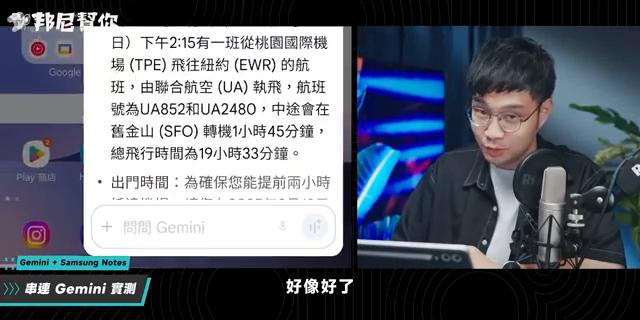 邦尼幫你
日）下午2:15有一班從桃園國際機
場 (TPE) 飛往紐約 (EWR) 的航
班，由聯合航空 (UA) 執飛，航班
號為UA852和UA2480，中途會在
舊金山 (SFO) 轉機1小時45分鐘，
總飛行時間為19小時33分鐘。
• 出門時間：為確保您能提前兩小時
問問 Gemini
Google
Play 商店
Gemini + Samsung Notes
串連 Gemini 實測
好像好了